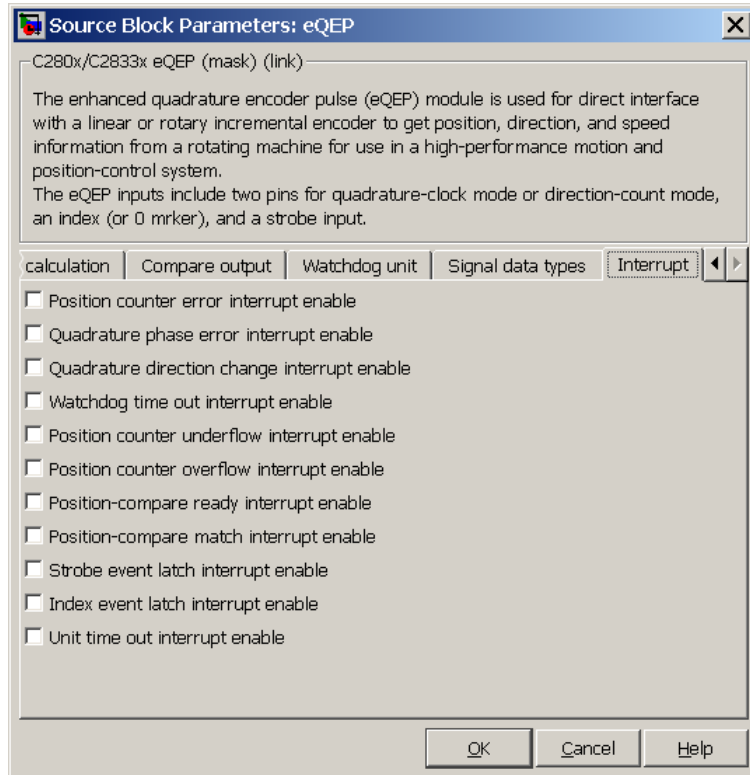 Source Block Parameters: eQEP
C280x/C2833x eQEP (mask) (link)
The enhanced quadrature encoder pulse (eQEP) module is used for direct interface
with a linear or rotary incremental encoder to get position, direction, and speed
information from a rotating machine for use in a high-performance motion and
position-control system.
The eQEP inputs include two pins for quadrature-clock mode or direction-count mode,
an index (or 0 mrker), and a strobe input.
calculation Compare output Watchdog unit Signal data types Interrupt
Position counter error interrupt enable
Quadrature phase error interrupt enable
Quadrature direction change interrupt enable
Watchdog time out interrupt enable
Position counter underflow interrupt enable
Position counter overflow interrupt enable
Position-compare ready interrupt enable
Position-compare match interrupt enable
Strobe event latch interrupt enable
Index event latch interrupt enable
Unit time out interrupt enable
OK Cancel Help